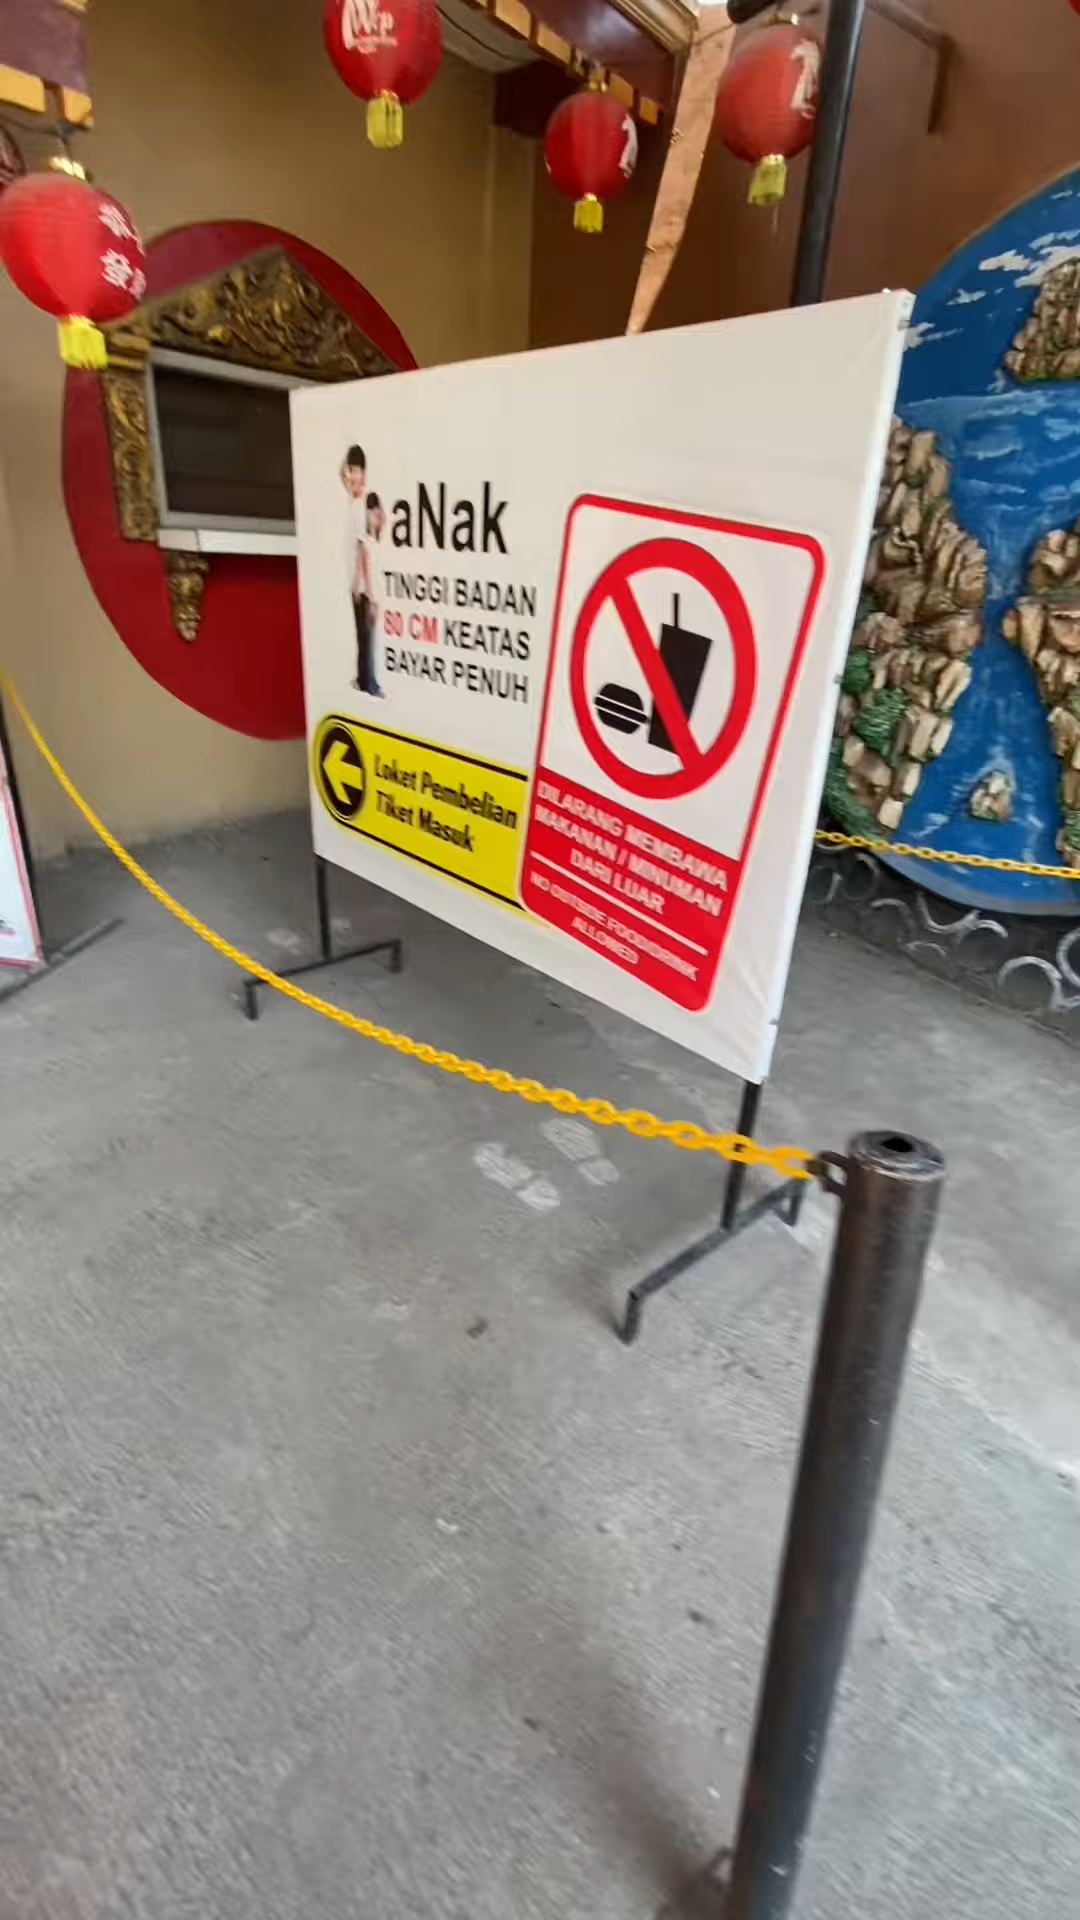 aNak
TINGGI BADAN
80 CM KEATAS
BAYAR PENUH
Loket Pembelian
Tiket Masuk
DILARANG MEMBAWA
MAKANAN / MINUMAN
DARI LUAR
NO OUTSIDE FOOD/DRINK
ALLOWED